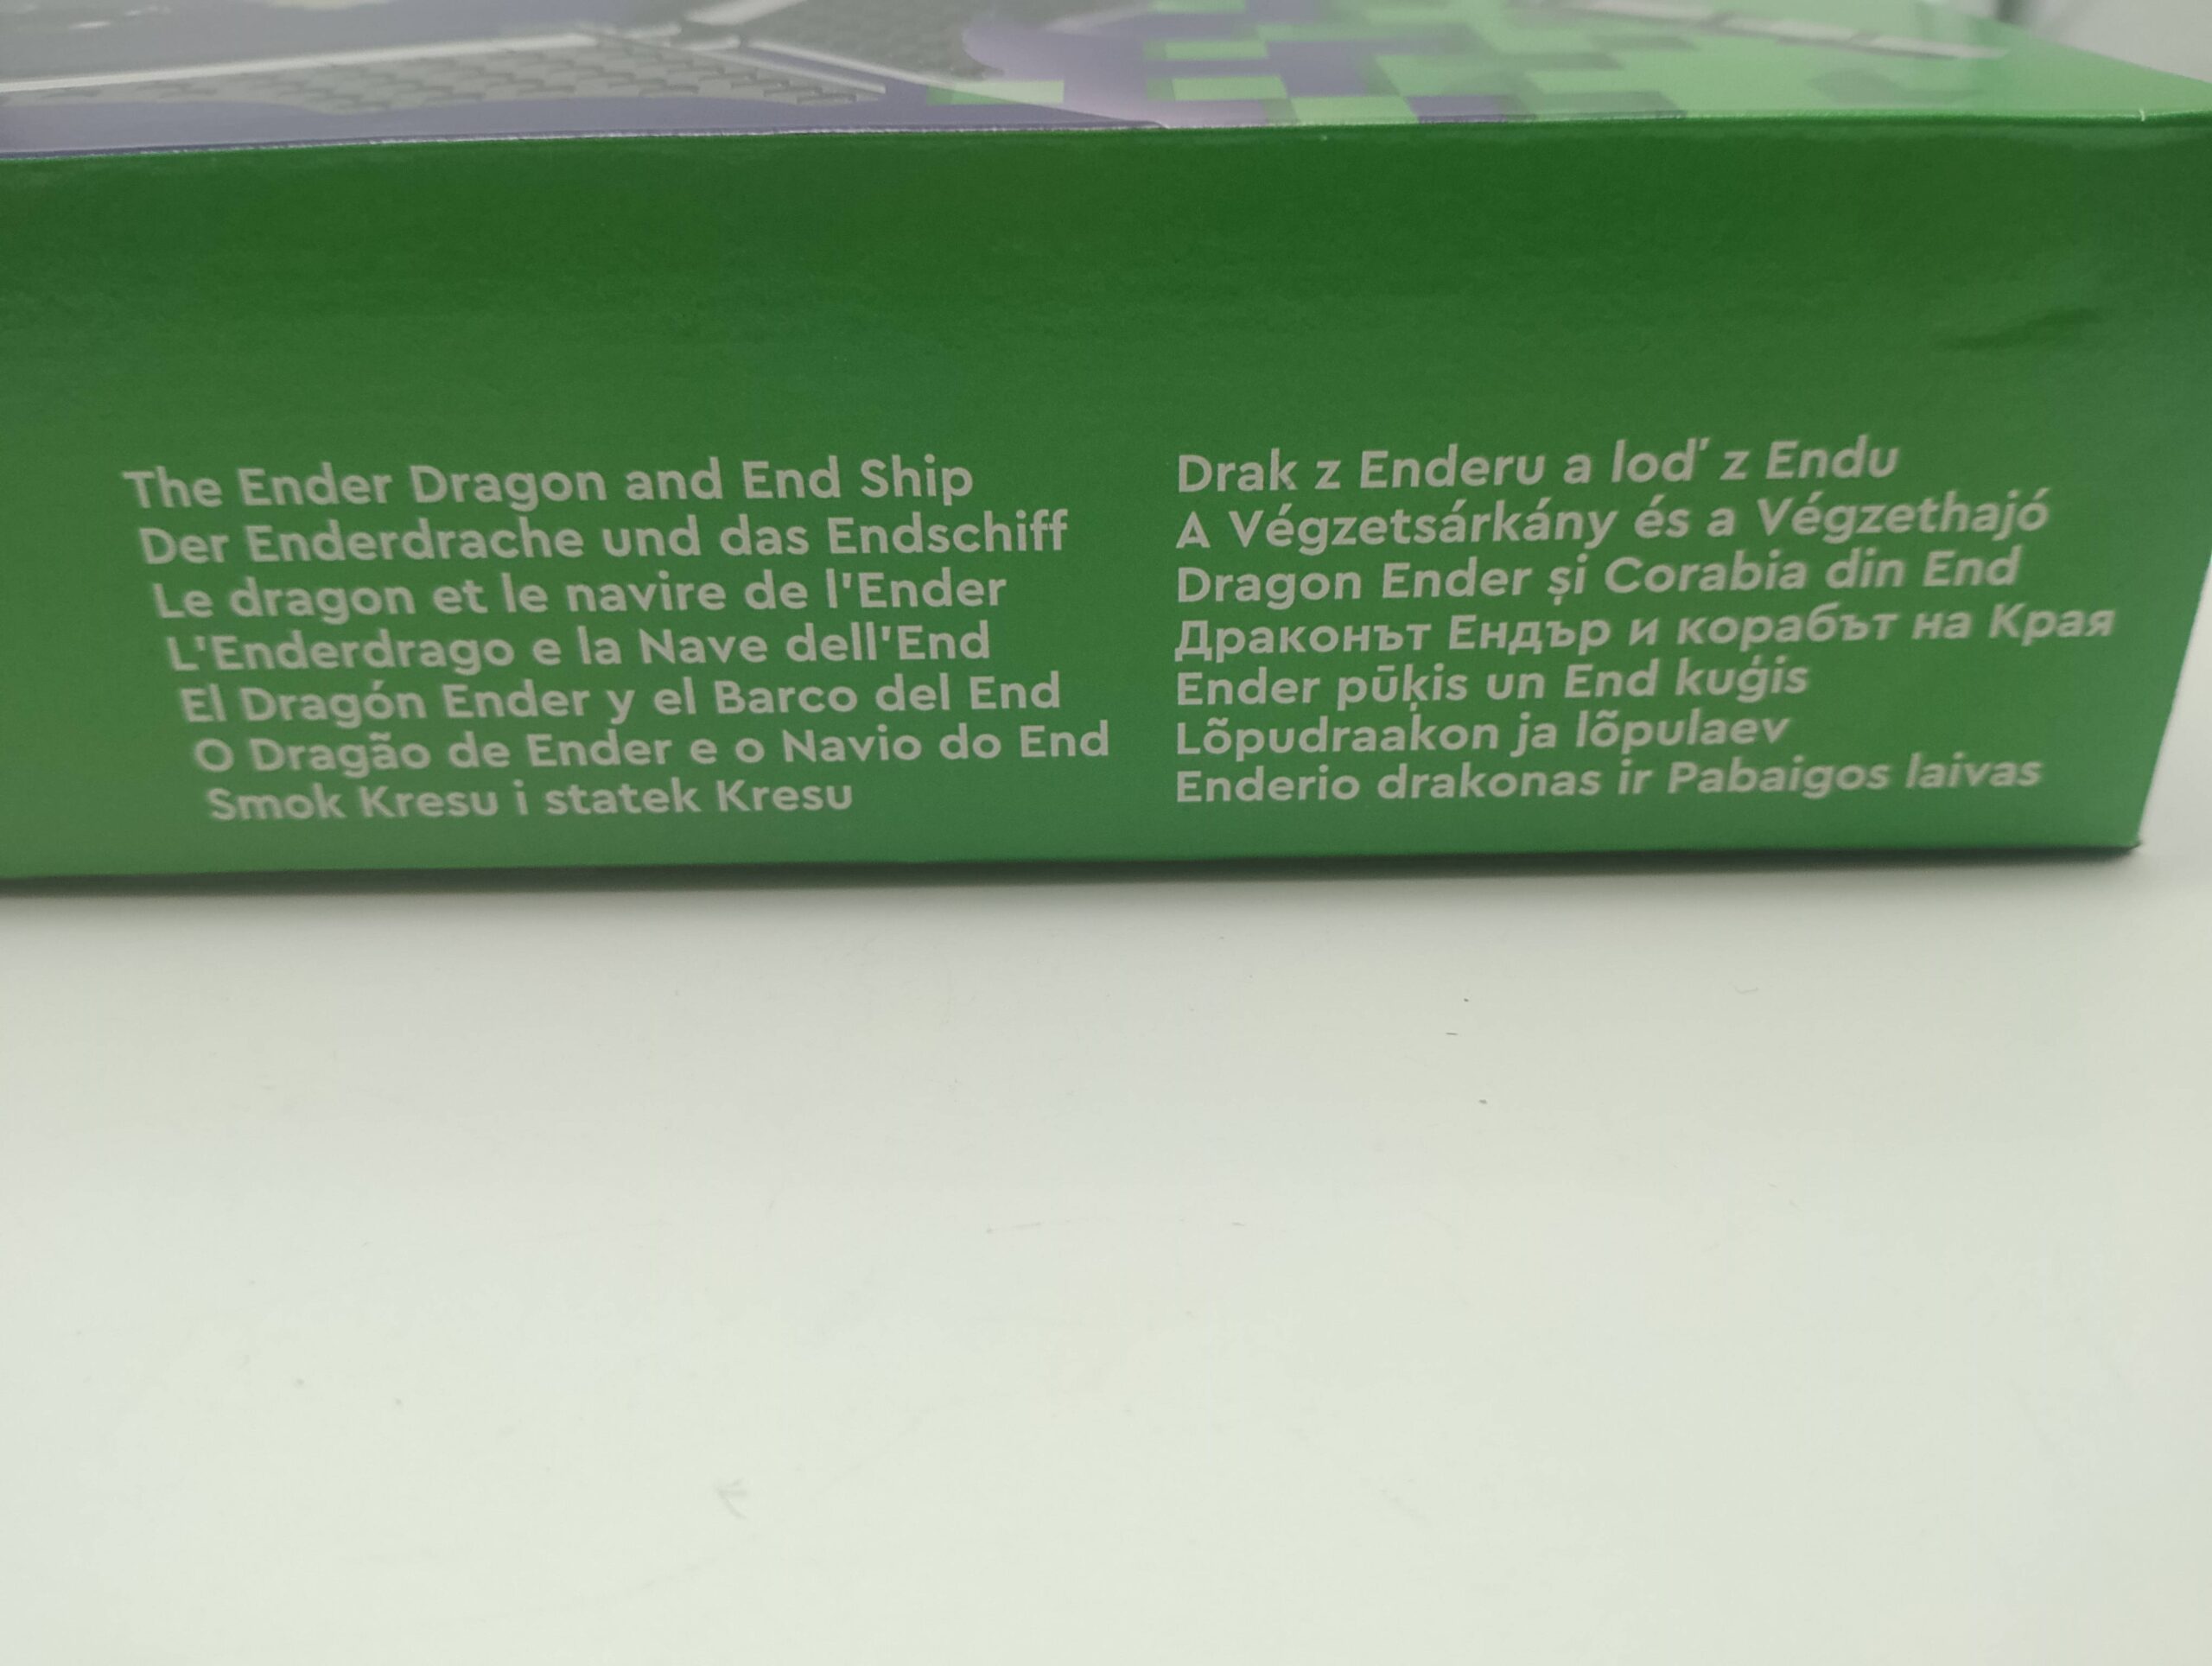 The Ender Dragon and End Ship
Der Enderdrache und das Endschiff
Le dragon et le navire de l'Ender
L'Enderdrago e la Nave dell'End
El Dragón Ender y el Barco del End
O Dragão de Ender e o Navio do End
Smok Kresu i statek Kresu
Drak z Enderu a loď z Endu
A Végzetsárkány és a Végzethajó
Dragon Ender și Corabia din End
Драконът Ендър и корабът на Края
Ender pūķis un End kuģis
Lõpudraakon ja lõpulaev
Enderio drakonas ir Pabaigos laivas